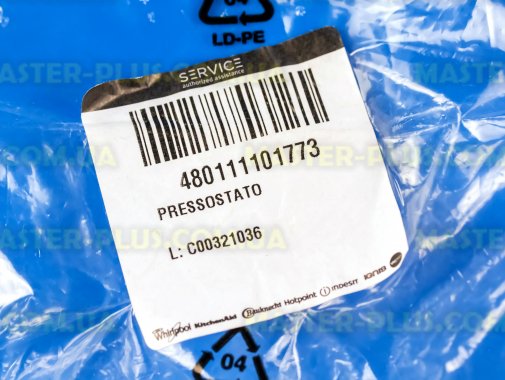 04
LD-PE
SERVICE
authorized assistance
480111101773
PRESSOSTATO
L: C00321036
Whirlpool KitchenAid Bauknecht Hotpoint INDESIT IGNIS
04
MASTER-PLUS.COM.UA